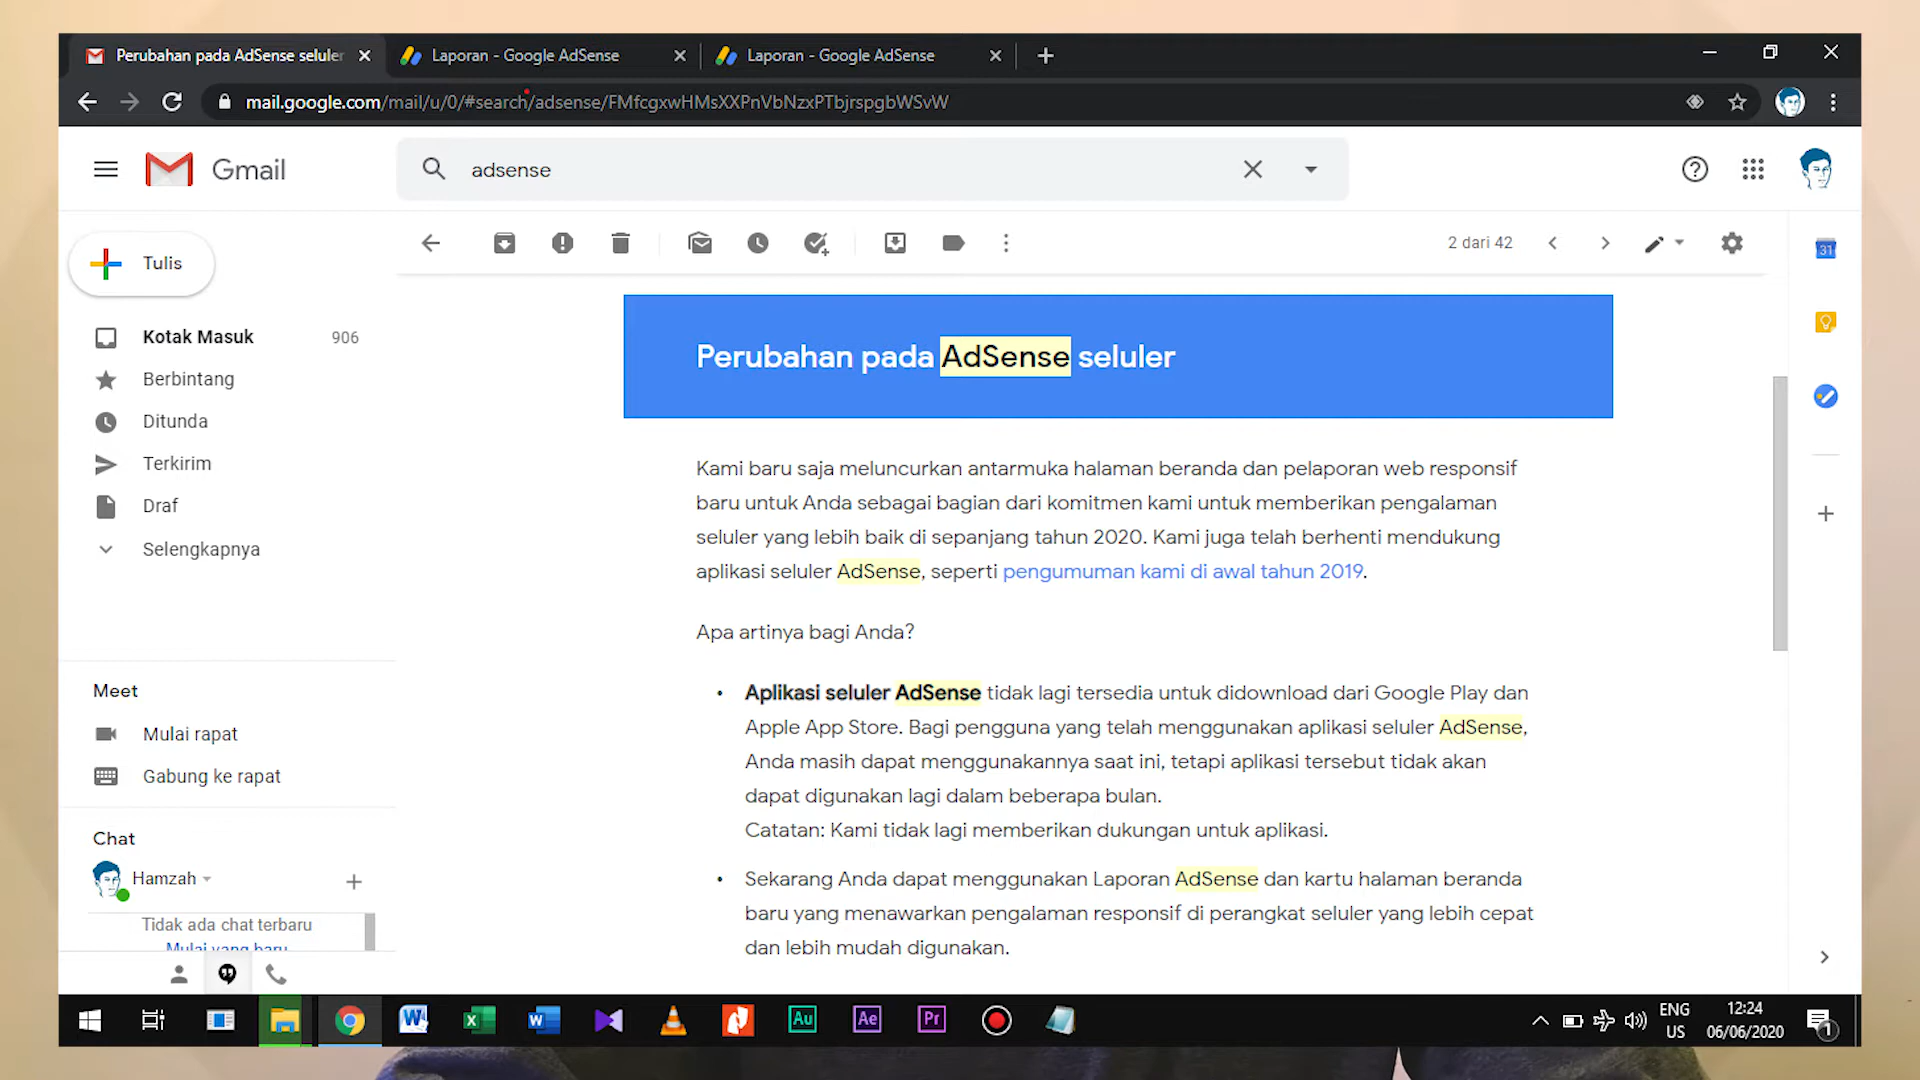 Perubahan pada AdSense seluler
Laporan - Google AdSense
Laporan - Google AdSense
mail.google.com/mail/u/0/#search/adsense/FMfcgxwHMsXXPnVbNzxPTbjrspgbWSvW
Gmail
adsense
Tulis
2 dari 42
31
Kotak Masuk 906
Berbintang
Ditunda
Terkirim
Draf
Selengkapnya
Meet
Mulai rapat
Gabung ke rapat
Chat
Hamzah
Tidak ada chat terbaru
Mulai yang baru
Perubahan pada AdSense seluler
Kami baru saja meluncurkan antarmuka halaman beranda dan pelaporan web responsif
baru untuk Anda sebagai bagian dari komitmen kami untuk memberikan pengalaman
seluler yang lebih baik di sepanjang tahun 2020. Kami juga telah berhenti mendukung
aplikasi seluler AdSense, seperti pengumuman kami di awal tahun 2019.
Apa artinya bagi Anda?
• Aplikasi seluler AdSense tidak lagi tersedia untuk didownload dari Google Play dan
Apple App Store. Bagi pengguna yang telah menggunakan aplikasi seluler AdSense,
Anda masih dapat menggunakannya saat ini, tetapi aplikasi tersebut tidak akan
dapat digunakan lagi dalam beberapa bulan.
Catatan: Kami tidak lagi memberikan dukungan untuk aplikasi.
• Sekarang Anda dapat menggunakan Laporan AdSense dan kartu halaman beranda
baru yang menawarkan pengalaman responsif di perangkat seluler yang lebih cepat
dan lebih mudah digunakan.
Au
Ae
Pr
ENG
US
12:24
06/06/2020
1